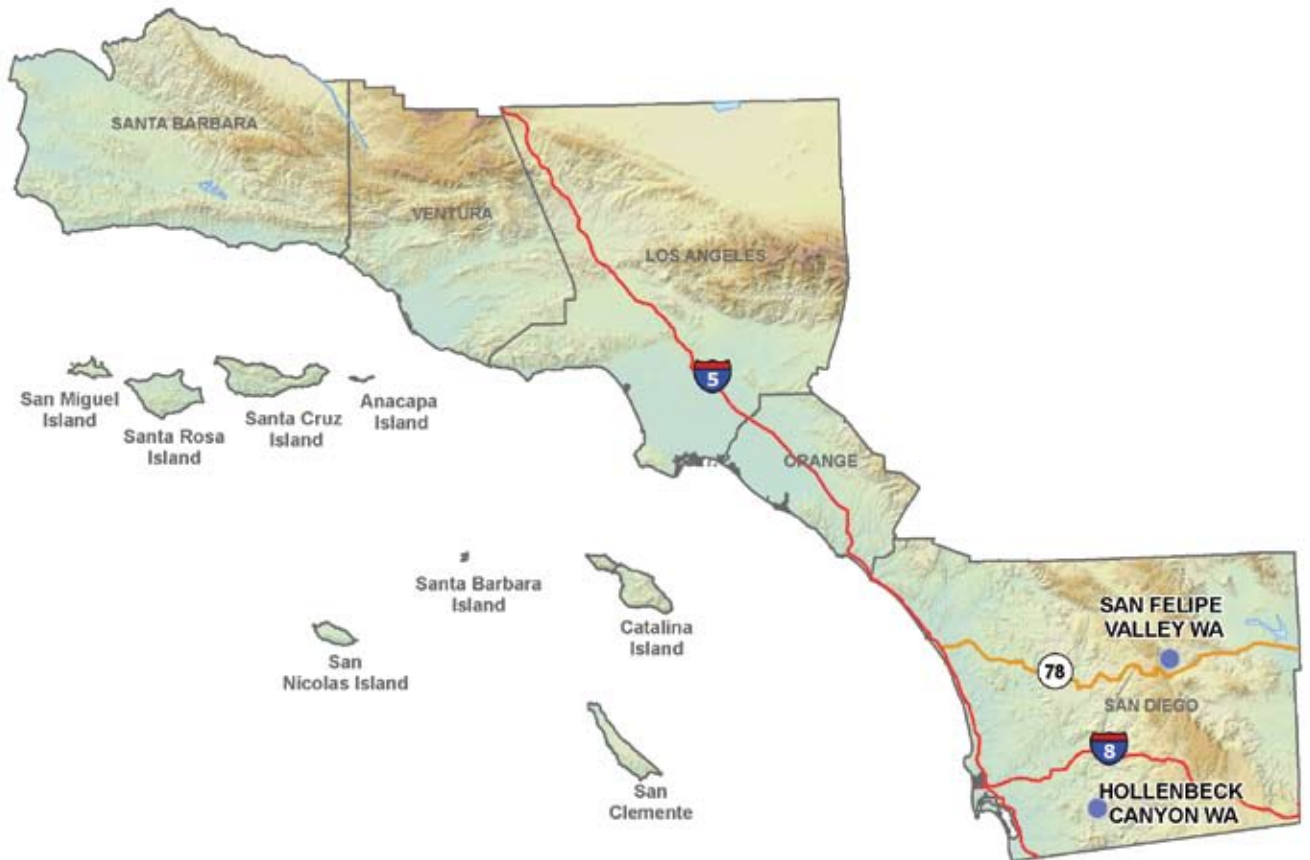 SANTA BARBARA
VENTURA
LOS ANGELES
5
San Miguel
Island
Santa Rosa
Island
Santa Cruz
Island
Anacapa
Island
ORANGE
Santa Barbara
Island
Catalina
Island
San
Nicolas Island
San
Clemente
SAN FELIPE
VALLEY WA
78
SAN DIEGO
8
HOLLENBECK
CANYON WA